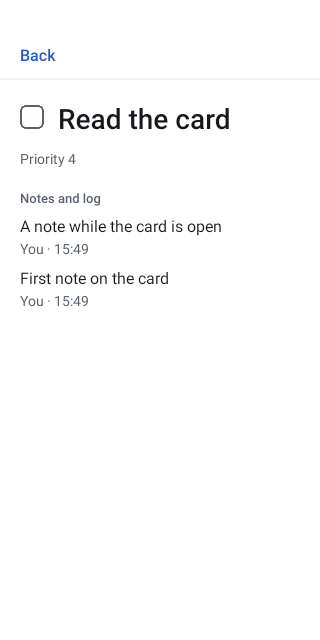 Back
Read the card
Priority 4
Notes and log
A note while the card is open
You · 15:49
First note on the card
You · 15:49